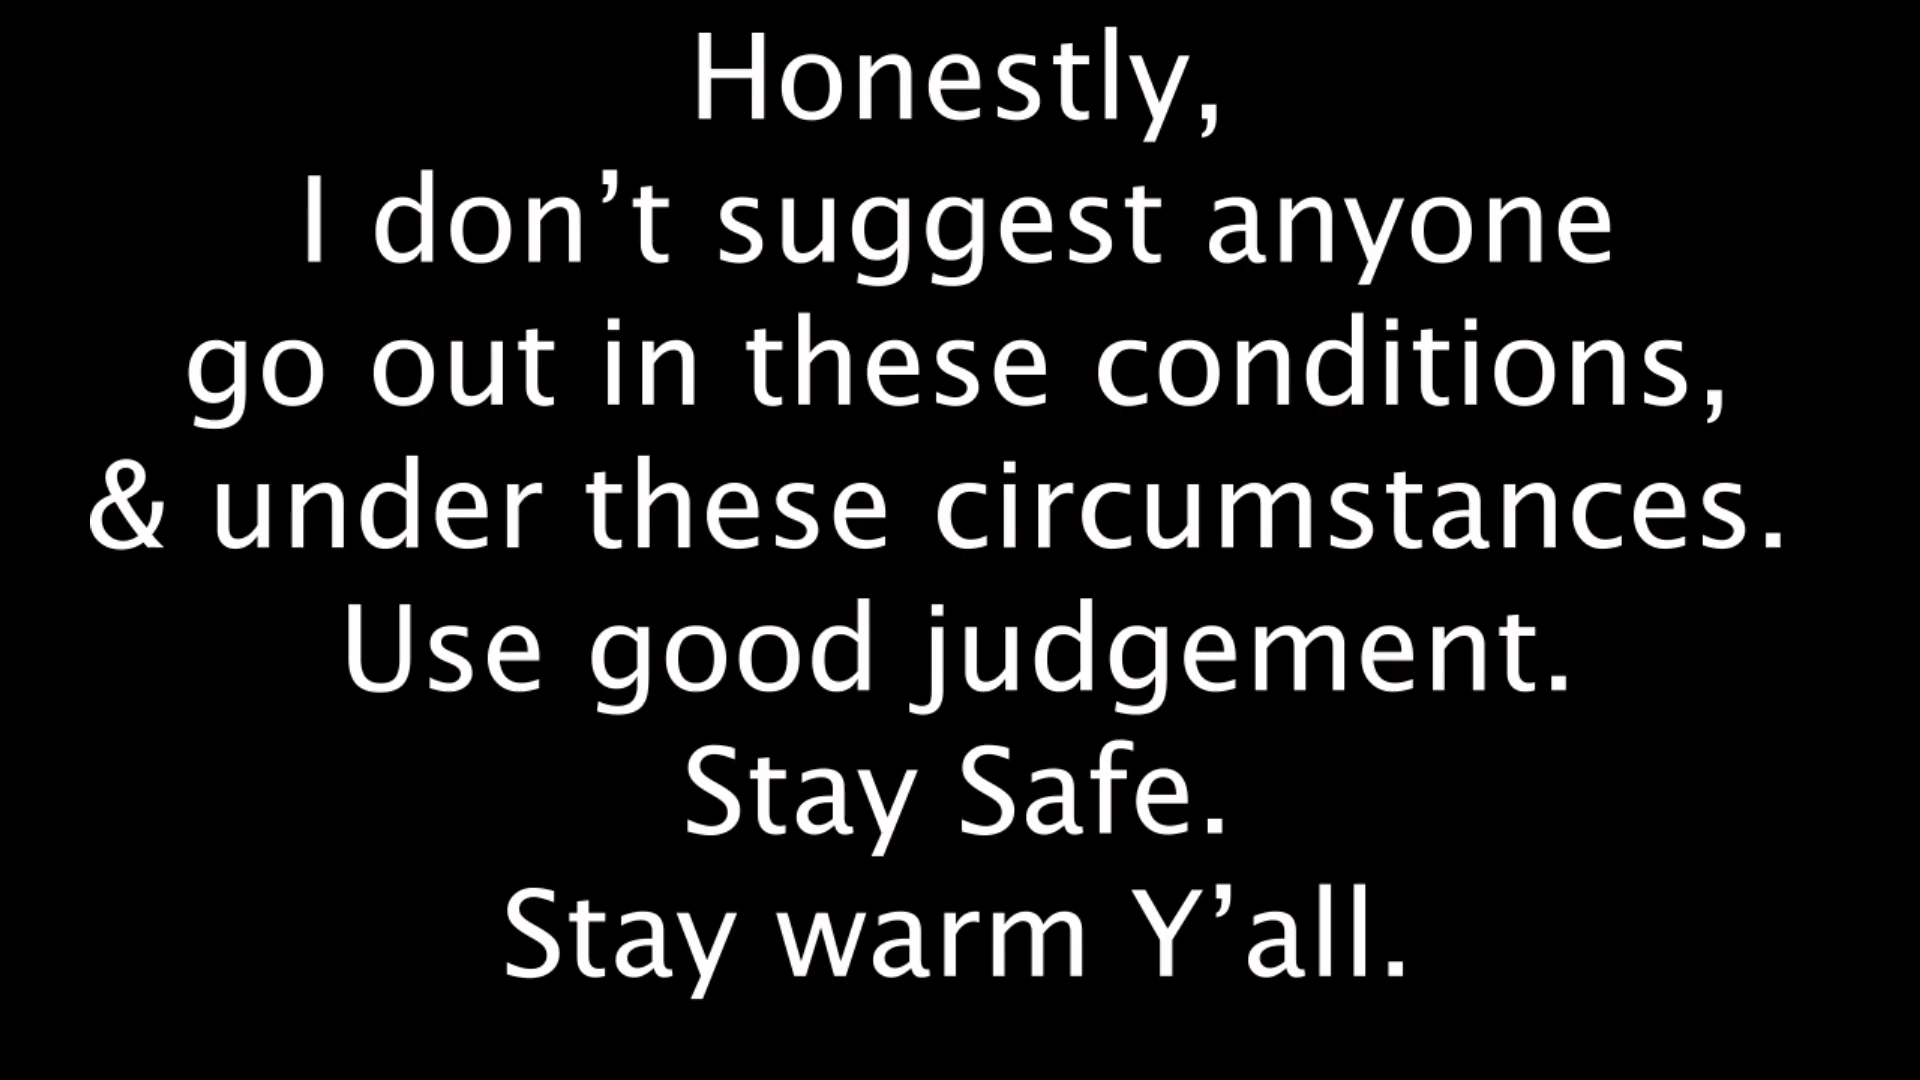 Honestly,
I don’t suggest anyone
go out in these conditions,
& under these circumstances.
Use good judgement.
Stay Safe.
Stay warm Y’all.